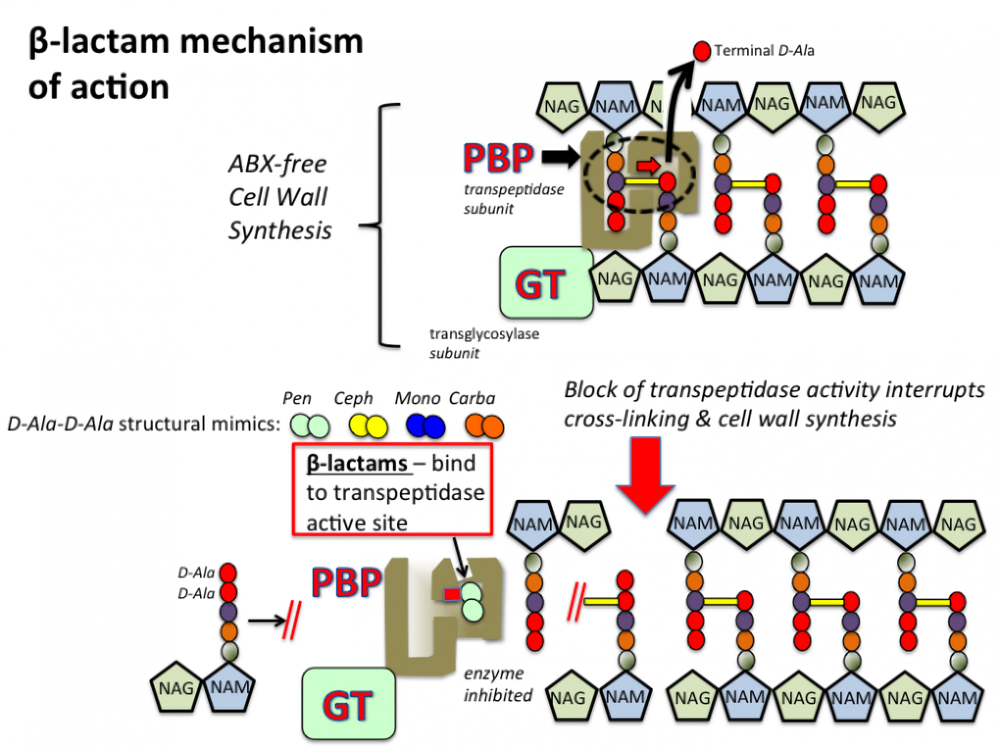 β-lactam mechanism
of action
Terminal D-Ala
NAG NAM N NAM NAG NAM NAG
ABX-free
Cell Wall
Synthesis
PBP
transpeptidase
subunit
GT
NAG NAM NAG NAM NAG NAM
transglycosylase
subunit
Block of transpeptidase activity interrupts
cross-linking & cell wall synthesis
Pen Ceph Mono Carba
D-Ala-D-Ala structural mimics:
β-lactams – bind
to transpeptidase
active site
NAM NAG NAM NAG NAM NAG NAM NAG
D-Ala
D-Ala
PBP
enzyme
inhibited
NAG NAM
GT
NAG NAM NAG NAM NAG NAM NAG NAM